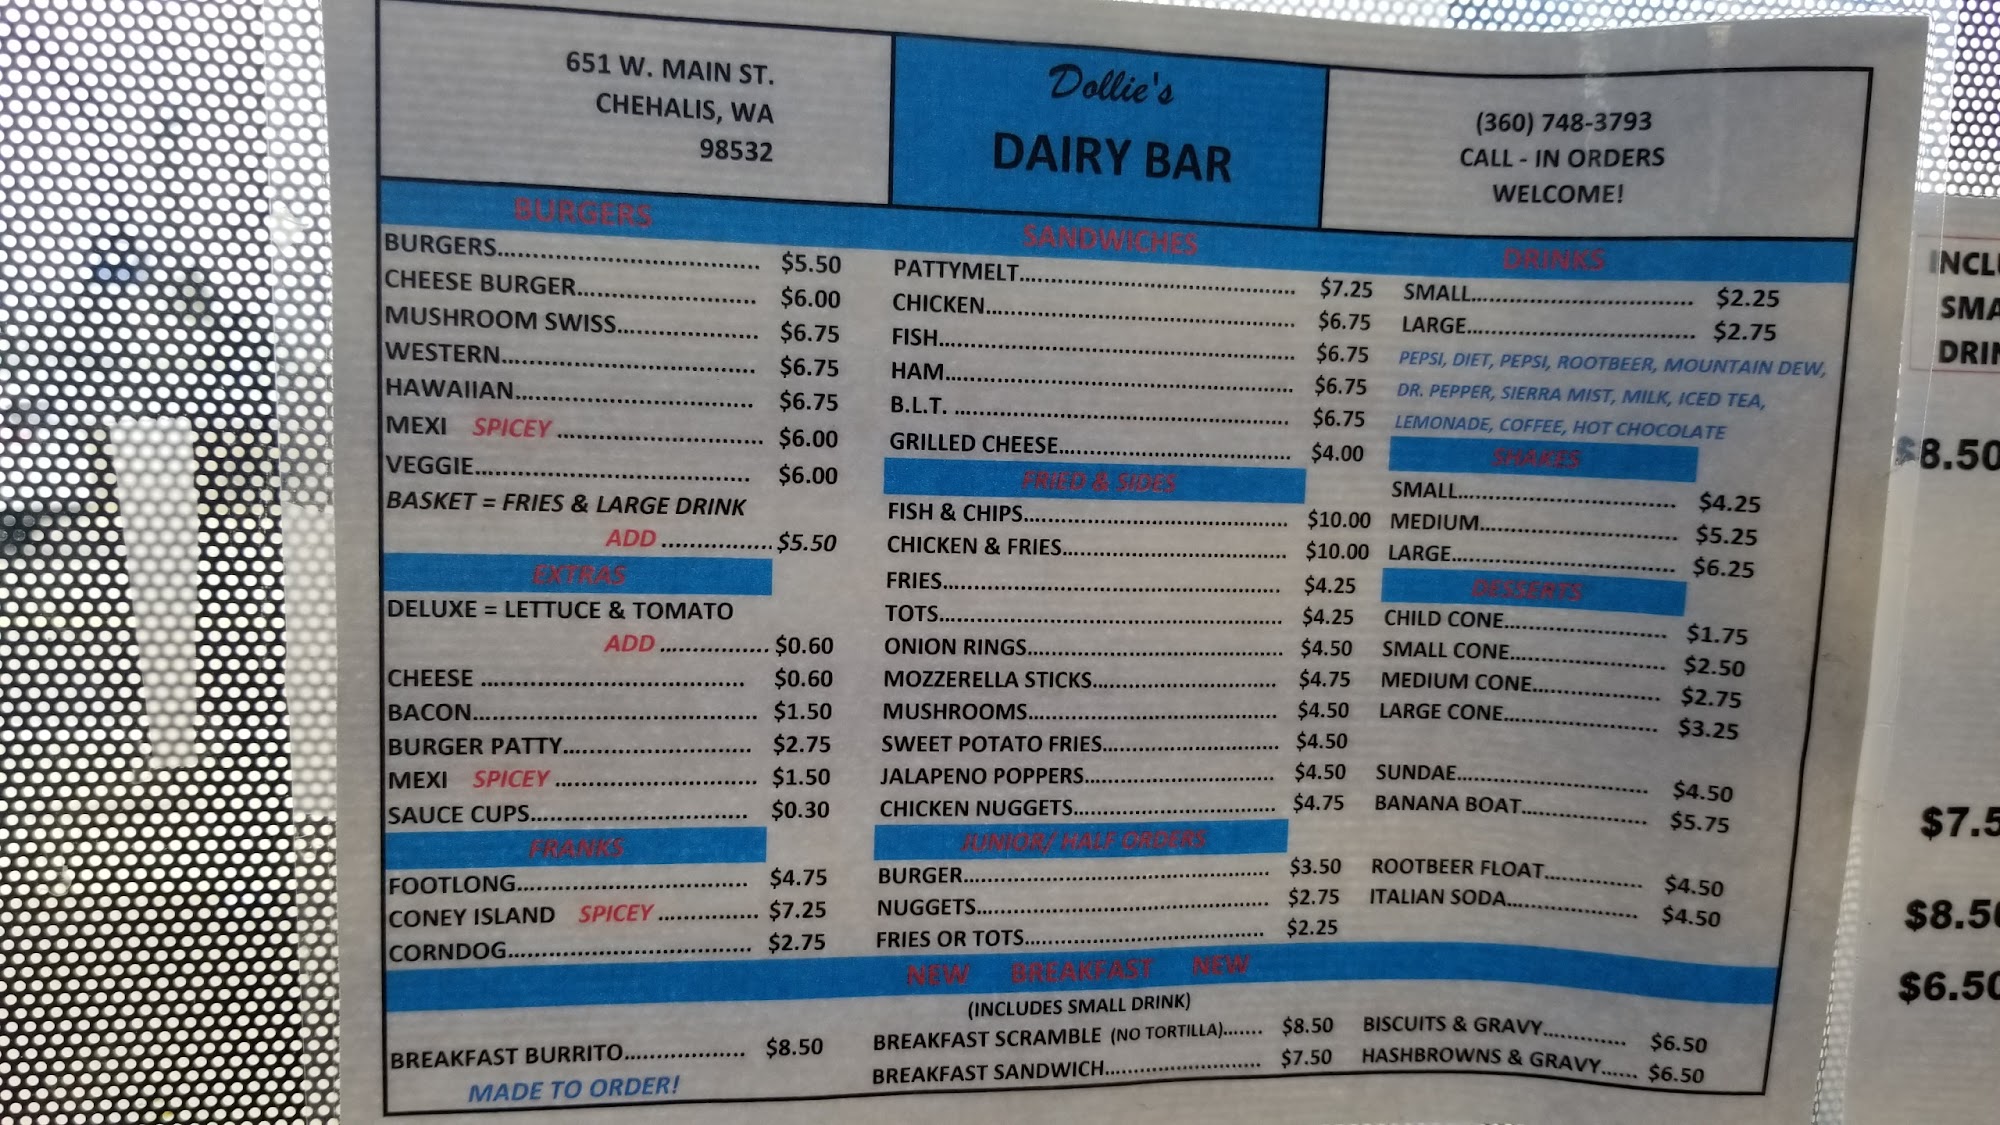 651 W. MAIN ST.
CHEHALIS, WA
98532
Dollie's
DAIRY BAR
(360) 748-3793
CALL - IN ORDERS
WELCOME!
BURGERS
BURGERS $5.50
CHEESE BURGER $6.00
MUSHROOM SWISS $6.75
WESTERN $6.75
HAWAIIAN $6.75
MEXI SPICEY $6.00
VEGGIE $6.00
BASKET = FRIES & LARGE DRINK
ADD $5.50
EXTRAS
DELUXE = LETTUCE & TOMATO
ADD $0.60
CHEESE $0.60
BACON $1.50
BURGER PATTY $2.75
MEXI SPICEY $1.50
SAUCE CUPS $0.30
FRANKS
FOOTLONG $4.75
CONEY ISLAND SPICEY $7.25
CORNDOG $2.75
SANDWICHES
PATTYMELT $7.25
CHICKEN $6.75
FISH $6.75
HAM $6.75
B.L.T. $6.75
GRILLED CHEESE $4.00
FRIED & SIDES
FISH & CHIPS $10.00
CHICKEN & FRIES $10.00
FRIES $4.25
TOTS $4.25
ONION RINGS $4.50
MOZZERELLA STICKS $4.75
MUSHROOMS $4.50
SWEET POTATO FRIES $4.50
JALAPENO POPPERS $4.50
CHICKEN NUGGETS $4.75
JUNIOR/ HALF ORDERS
BURGER $3.50
NUGGETS $2.75
FRIES OR TOTS $2.25
DRINKS
SMALL $2.25
LARGE $2.75
PEPSI, DIET, PEPSI, ROOTBEER, MOUNTAIN DEW,
DR. PEPPER, SIERRA MIST, MILK, ICED TEA,
LEMONADE, COFFEE, HOT CHOCOLATE
SHAKES
SMALL $4.25
MEDIUM $5.25
LARGE $6.25
DESSERTS
CHILD CONE $1.75
SMALL CONE $2.50
MEDIUM CONE $2.75
LARGE CONE $3.25
SUNDAE $4.50
BANANA BOAT $5.75
ROOTBEER FLOAT $4.50
ITALIAN SODA $4.50
NEW BREAKFAST NEW
(INCLUDES SMALL DRINK)
BREAKFAST BURRITO $8.50
MADE TO ORDER!
BREAKFAST SCRAMBLE (NO TORTILLA) $8.50
BREAKFAST SANDWICH $7.50
BISCUITS & GRAVY $6.50
HASHBROWNS & GRAVY $6.50
$8.50